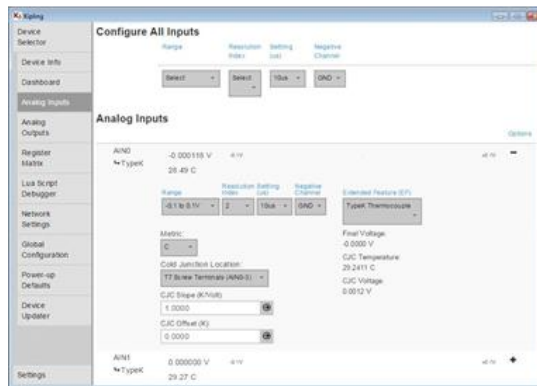 Kipling
Device Selector
Device Info
Dashboard
Analog Inputs
Analog Outputs
Register Matrix
Lua Script Debugger
Network Settings
Global Configuration
Power-up Defaults
Device Updater
Settings
Configure All Inputs
Range Resolution Index Settling (us) Negative Channel
Select Select 10us GND
Analog Inputs
Options
AIN0 -0.000116 V
TypeK 28.49 C
Range Resolution Index Settling (us) Negative Channel Extended Feature (EF)
-0.1 to 0.1V 2 10us GND TypeK Thermocouple
Metric:
C
Cold Junction Location:
T7 Screw Terminals (AIN0-3)
CJC Slope (K/Volt)
1.0000
CJC Offset (K):
0.0000
Final Voltage:
-0.0000 V
CJC Temperature:
29.2411 C
CJC Voltage:
0.0012 V
AIN1 0.000000 V
TypeK 29.27 C